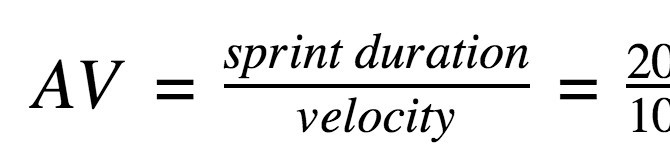 AV = sprint duration / velocity = 20 / 10